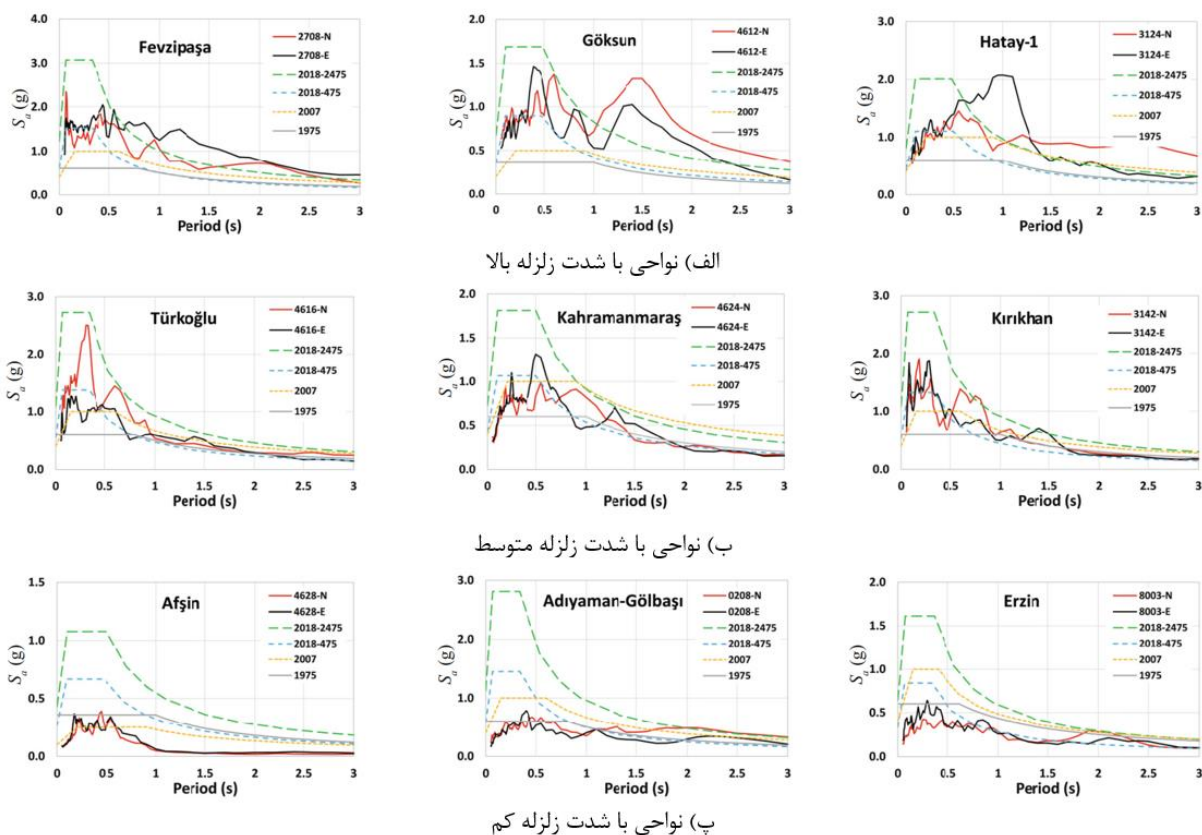 Fevzipaşa
2708-N
2708-E
2018-2475
2018-475
2007
1975
4.0
3.0
2.0
1.0
0.0
Sa (g)
0 0.5 1 1.5 2 2.5 3
Period (s)
Göksun
4612-N
4612-E
2018-2475
2018-475
2007
1975
2.0
1.5
1.0
0.5
0.0
Sa (g)
0 0.5 1 1.5 2 2.5 3
Period (s)
Hatay-1
3124-N
3124-E
2018-2475
2018-475
2007
1975
3.0
2.0
1.0
0.0
Sa (g)
0 0.5 1 1.5 2 2.5 3
Period (s)
الف) نواحی با شدت زلزله بالا
Türkoğlu
4616-N
4616-E
2018-2475
2018-475
2007
1975
3.0
2.0
1.0
0.0
Sa (g)
0 0.5 1 1.5 2 2.5 3
Period (s)
Kahramanmaraş
4624-N
4624-E
2018-2475
2018-475
2007
1975
2.0
1.5
1.0
0.5
0.0
Sa (g)
0 0.5 1 1.5 2 2.5 3
Period (s)
Kırıkhan
3142-N
3142-E
2018-2475
2018-475
2007
1975
3.0
2.0
1.0
0.0
Sa (g)
0 0.5 1 1.5 2 2.5 3
Period (s)
ب) نواحی با شدت زلزله متوسط
Afşin
4628-N
4628-E
2018-2475
2018-475
2007
1975
1.5
1.0
0.5
0.0
Sa (g)
0 0.5 1 1.5 2 2.5 3
Period (s)
Adıyaman-Gölbaşı
0208-N
0208-E
2018-2475
2018-475
2007
1975
3.0
2.0
1.0
0.0
Sa (g)
0 0.5 1 1.5 2 2.5 3
Period (s)
Erzin
8003-N
8003-E
2018-2475
2018-475
2007
1975
2.0
1.5
1.0
0.5
0.0
Sa (g)
0 0.5 1 1.5 2 2.5 3
Period (s)
پ) نواحی با شدت زلزله کم